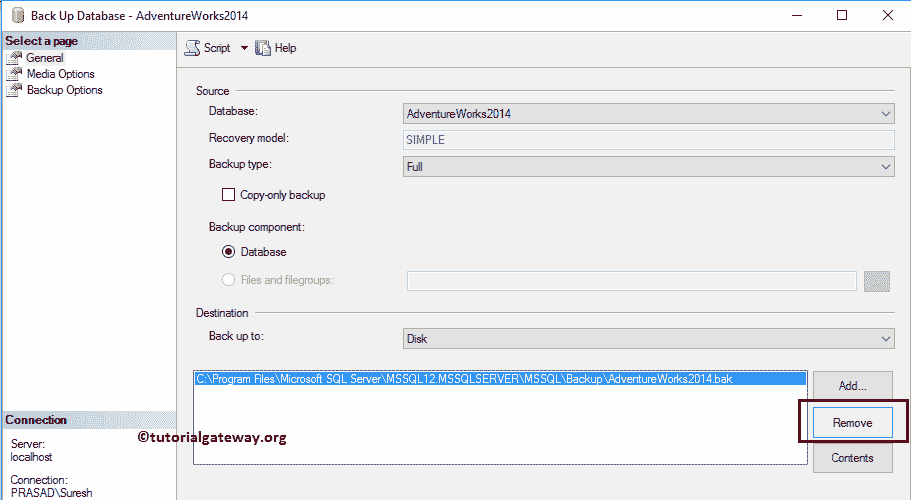 Back Up Database - AdventureWorks2014
Select a page
General
Media Options
Backup Options
Script
Help
Source
Database:
AdventureWorks2014
Recovery model:
SIMPLE
Backup type:
Full
Copy-only backup
Backup component:
Database
Files and filegroups:
Destination
Back up to:
Disk
C:\Program Files\Microsoft SQL Server\MSSQL12.MSSQLSERVER\MSSQL\Backup\AdventureWorks2014.bak
Add...
Remove
Contents
Connection
©tutorialgateway.org
Server:
localhost
Connection:
PRASAD\Suresh